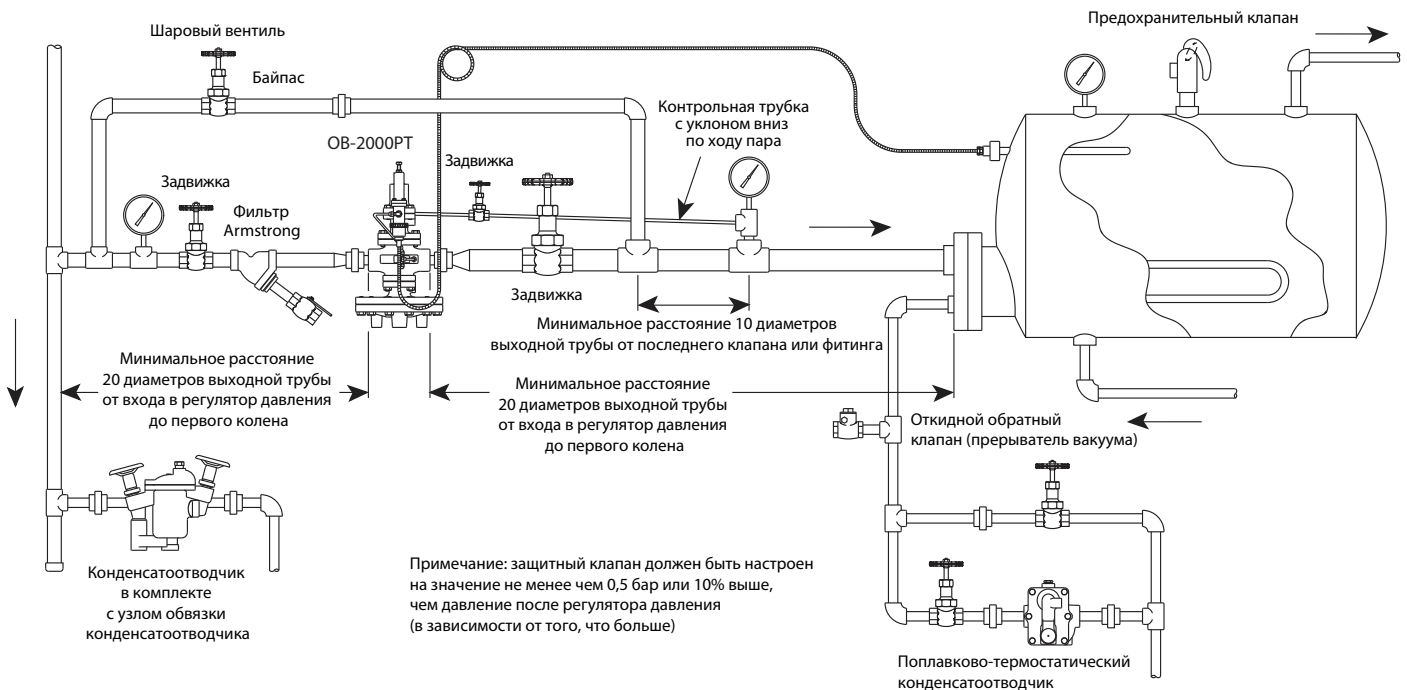 Предохранительный клапан
Шаровый вентиль
Байпас
Контрольная трубка
с уклоном вниз
по ходу пара
OB-2000PT
Задвижка
Задвижка
Фильтр
Armstrong
Задвижка
Минимальное расстояние 10 диаметров
выходной трубы от последнего клапана или фитинга
Минимальное расстояние
20 диаметров выходной трубы
от входа в регулятор давления
до первого колена
Минимальное расстояние
20 диаметров выходной трубы
от входа в регулятор давления
до первого колена
Откидной обратный
клапан (прерыватель вакуума)
Конденсатоотводчик
в комплекте
с узлом обвязки
конденсатоотводчика
Примечание: защитный клапан должен быть настроен
на значение не менее чем 0,5 бар или 10% выше,
чем давление после регулятора давления
(в зависимости от того, что больше)
Поплавково-термостатический
конденсатоотводчик